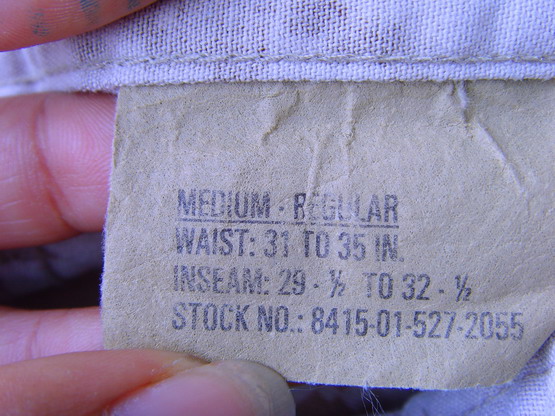 MEDIUM - REGULAR
WAIST: 31 TO 35 IN.
INSEAM: 29 - ½ TO 32 - ½
STOCK NO.: 8415-01-527-2055